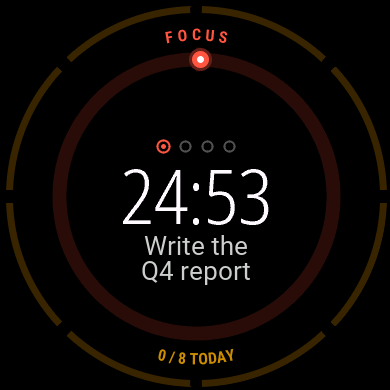 FOCUS
24:53
Write the
Q4 report
0/8 TODAY